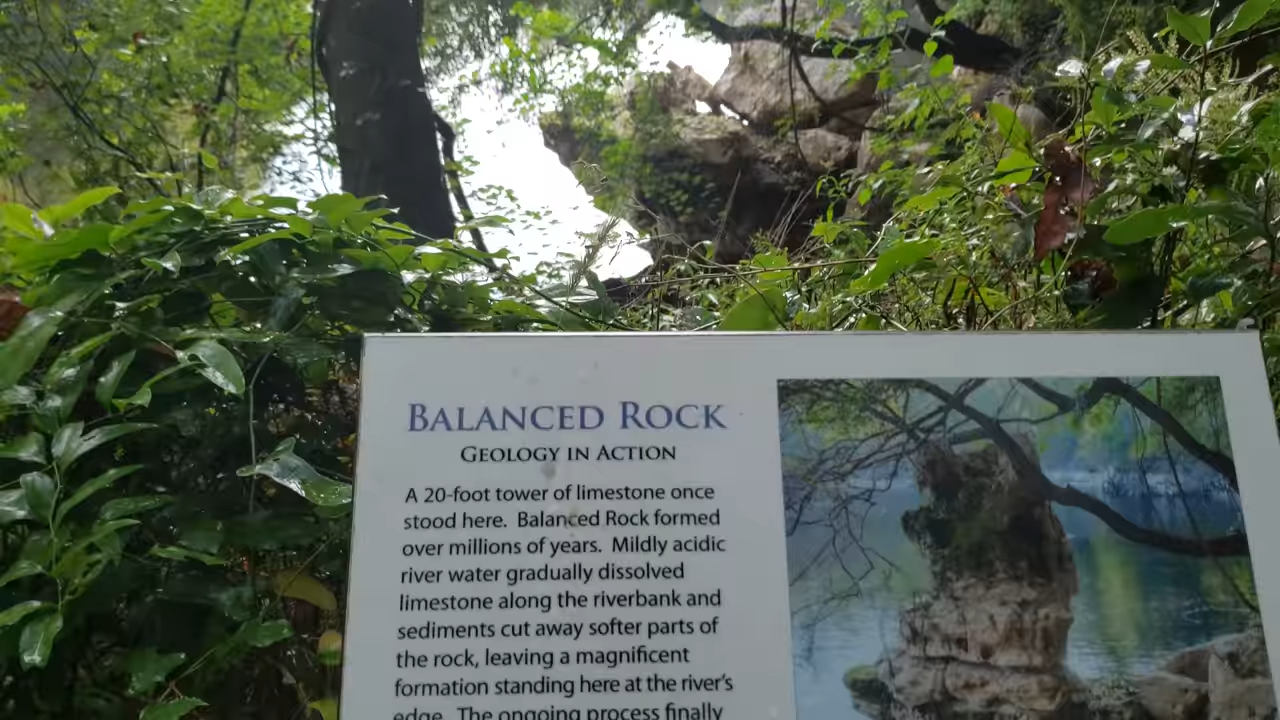 BALANCED ROCK
GEOLOGY IN ACTION
A 20-foot tower of limestone once
stood here. Balanced Rock formed
over millions of years. Mildly acidic
river water gradually dissolved
limestone along the riverbank and
sediments cut away softer parts of
the rock, leaving a magnificent
formation standing here at the river's
edge. The ongoing process finally